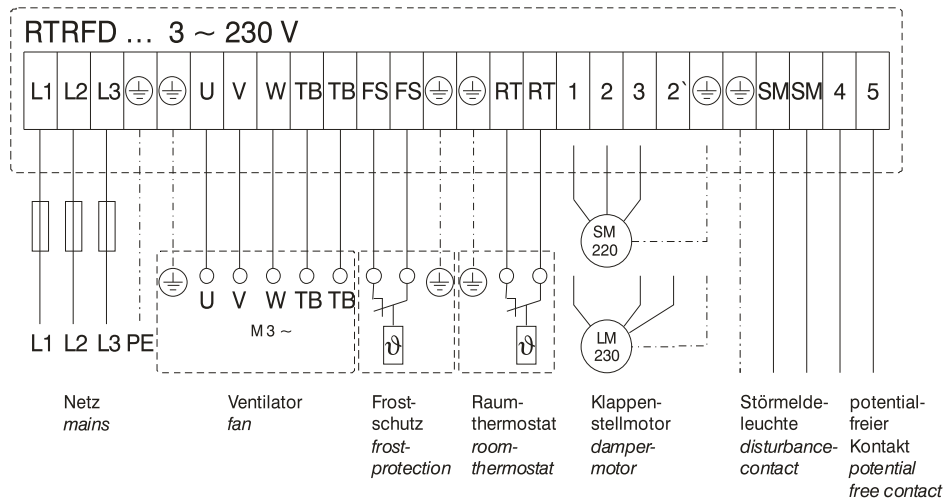 RTRFD ... 3 ~ 230 V
L1 L2 L3 U V W TB TB FS FS RT RT 1 2 3 2` SM SM 4 5
SM
220
U V W TB TB
M 3 ~
ϑ ϑ
LM
230
L1 L2 L3 PE
Netz
mains
Ventilator
fan
Frost-
schutz
frost-
protection
Raum-
thermostat
room-
thermostat
Klappen-
stellmotor
damper-
motor
Störmelde-
leuchte
disturbance-
contact
potential-
freier
Kontakt
potential
free contact